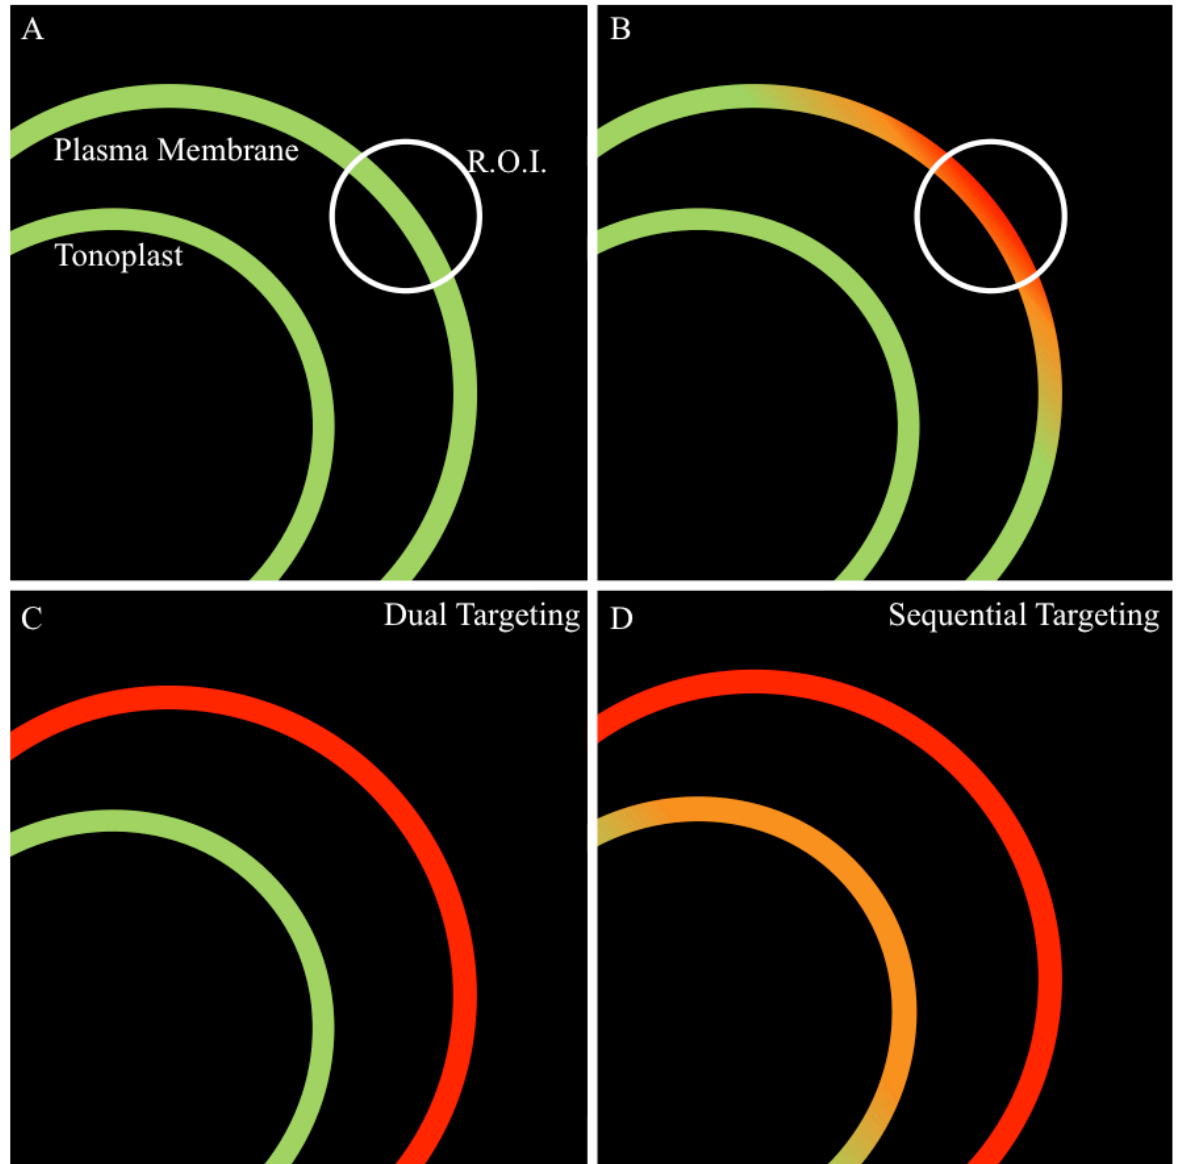 A
Plasma Membrane
R.O.I.
Tonoplast
B
C
Dual Targeting
D
Sequential Targeting